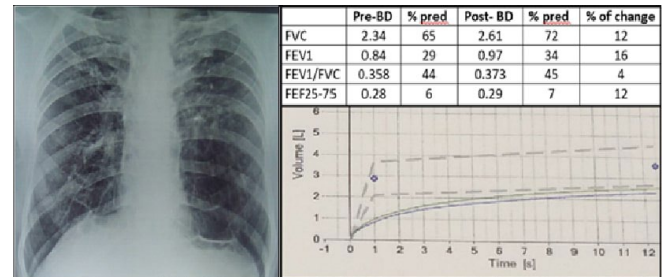 Pre-BD % pred Post- BD % pred % of change
FVC 2.34 65 2.61 72 12
FEV1 0.84 29 0.97 34 16
FEV1/FVC 0.358 44 0.373 45 4
FEF25-75 0.28 6 0.29 7 12
Volume [L]
6
5
4
3
2
1
0
-1 0 1 2 3 4 5 6 7 8 9 10 11 12
Time [s]